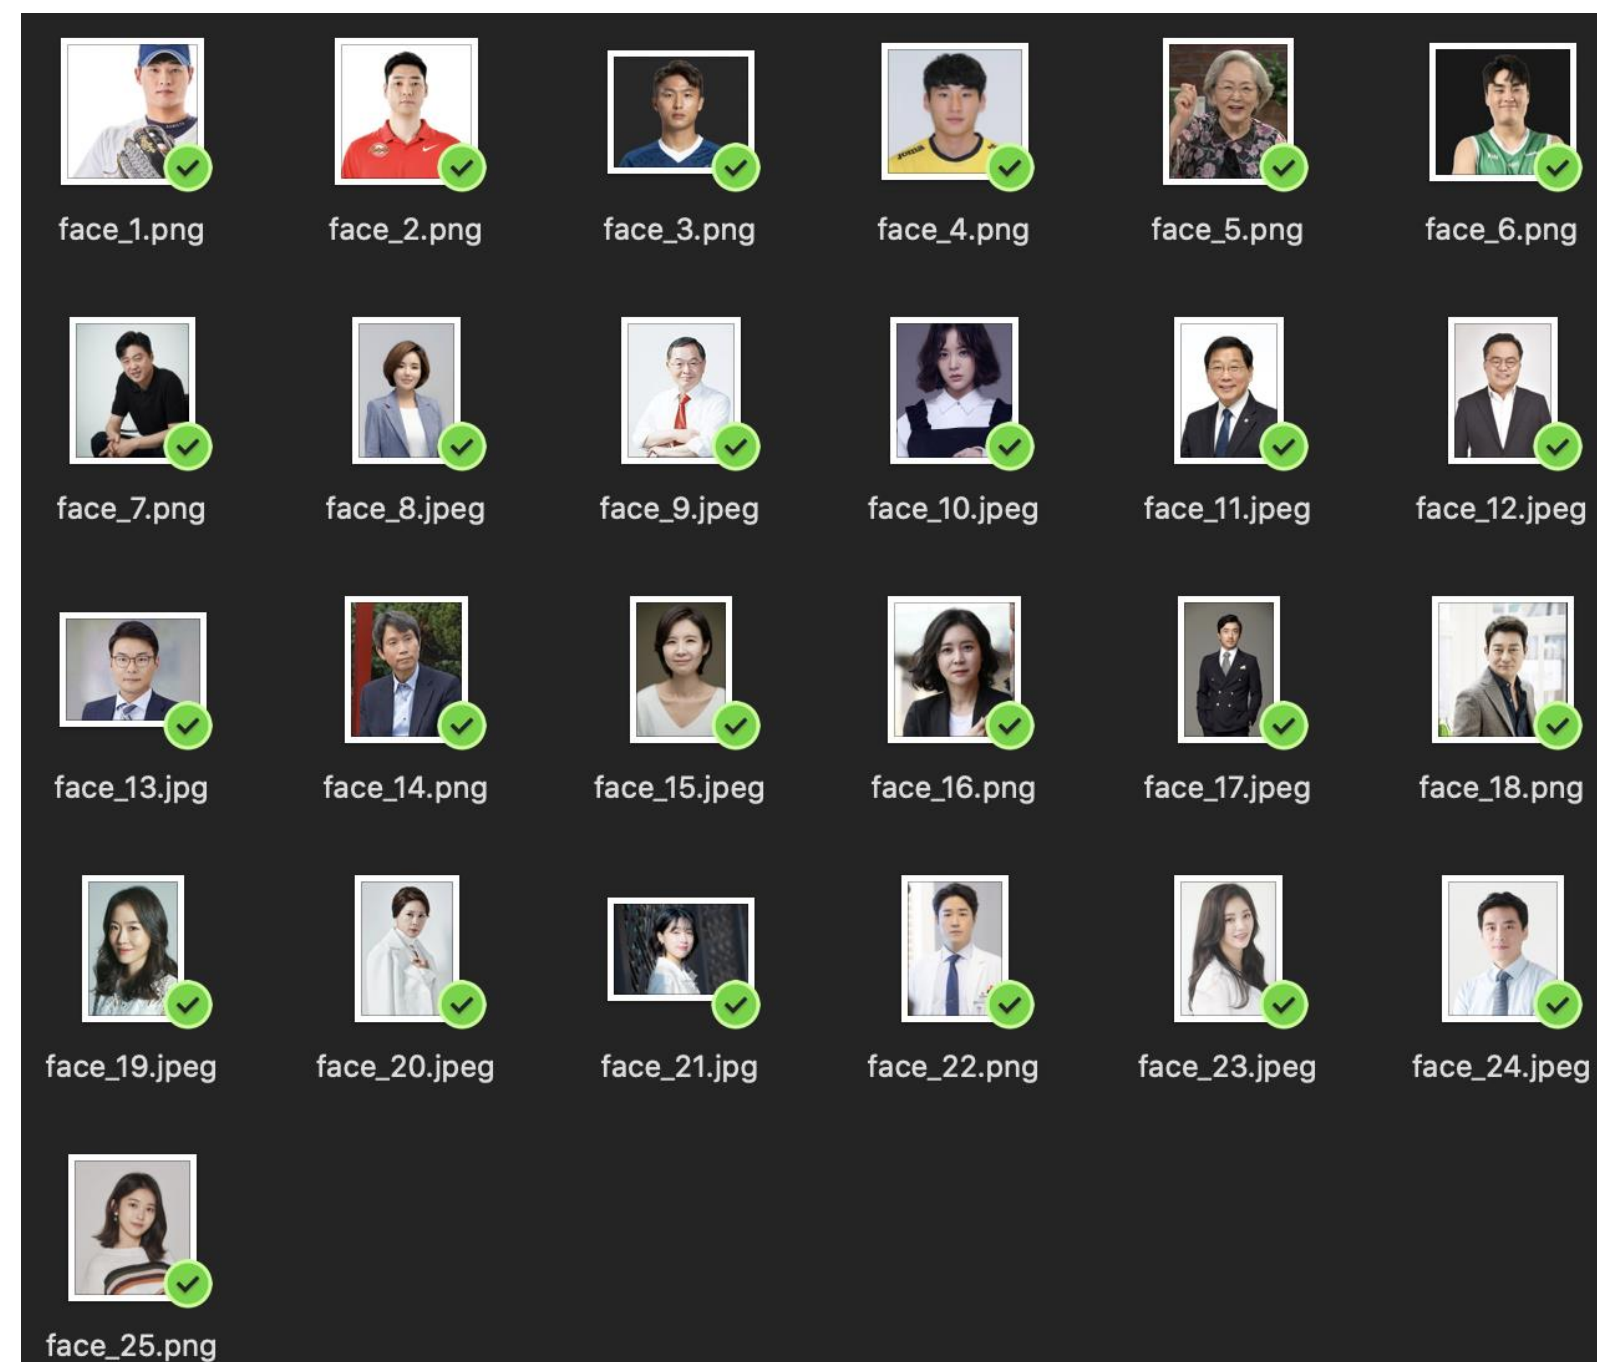 face_1.png face_2.png face_3.png face_4.png face_5.png face_6.png
face_7.png face_8.jpeg face_9.jpeg face_10.jpeg face_11.jpeg face_12.jpeg
face_13.jpg face_14.png face_15.jpeg face_16.png face_17.jpeg face_18.png
face_19.jpeg face_20.jpeg face_21.jpg face_22.png face_23.jpeg face_24.jpeg
face_25.png